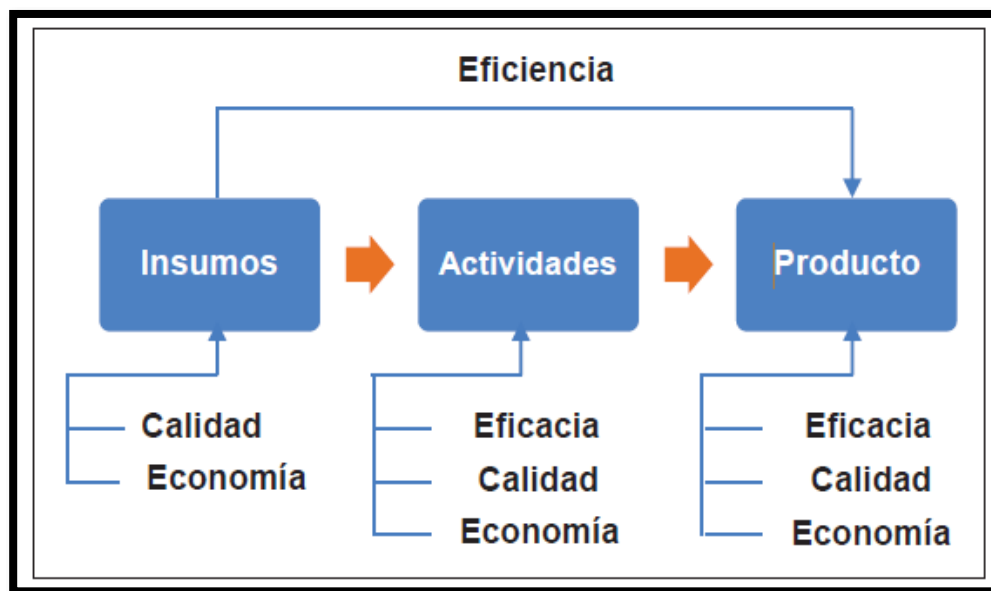 Eficiencia
Insumos
Actividades
Producto
Calidad
Economía
Eficacia
Calidad
Economía
Eficacia
Calidad
Economía